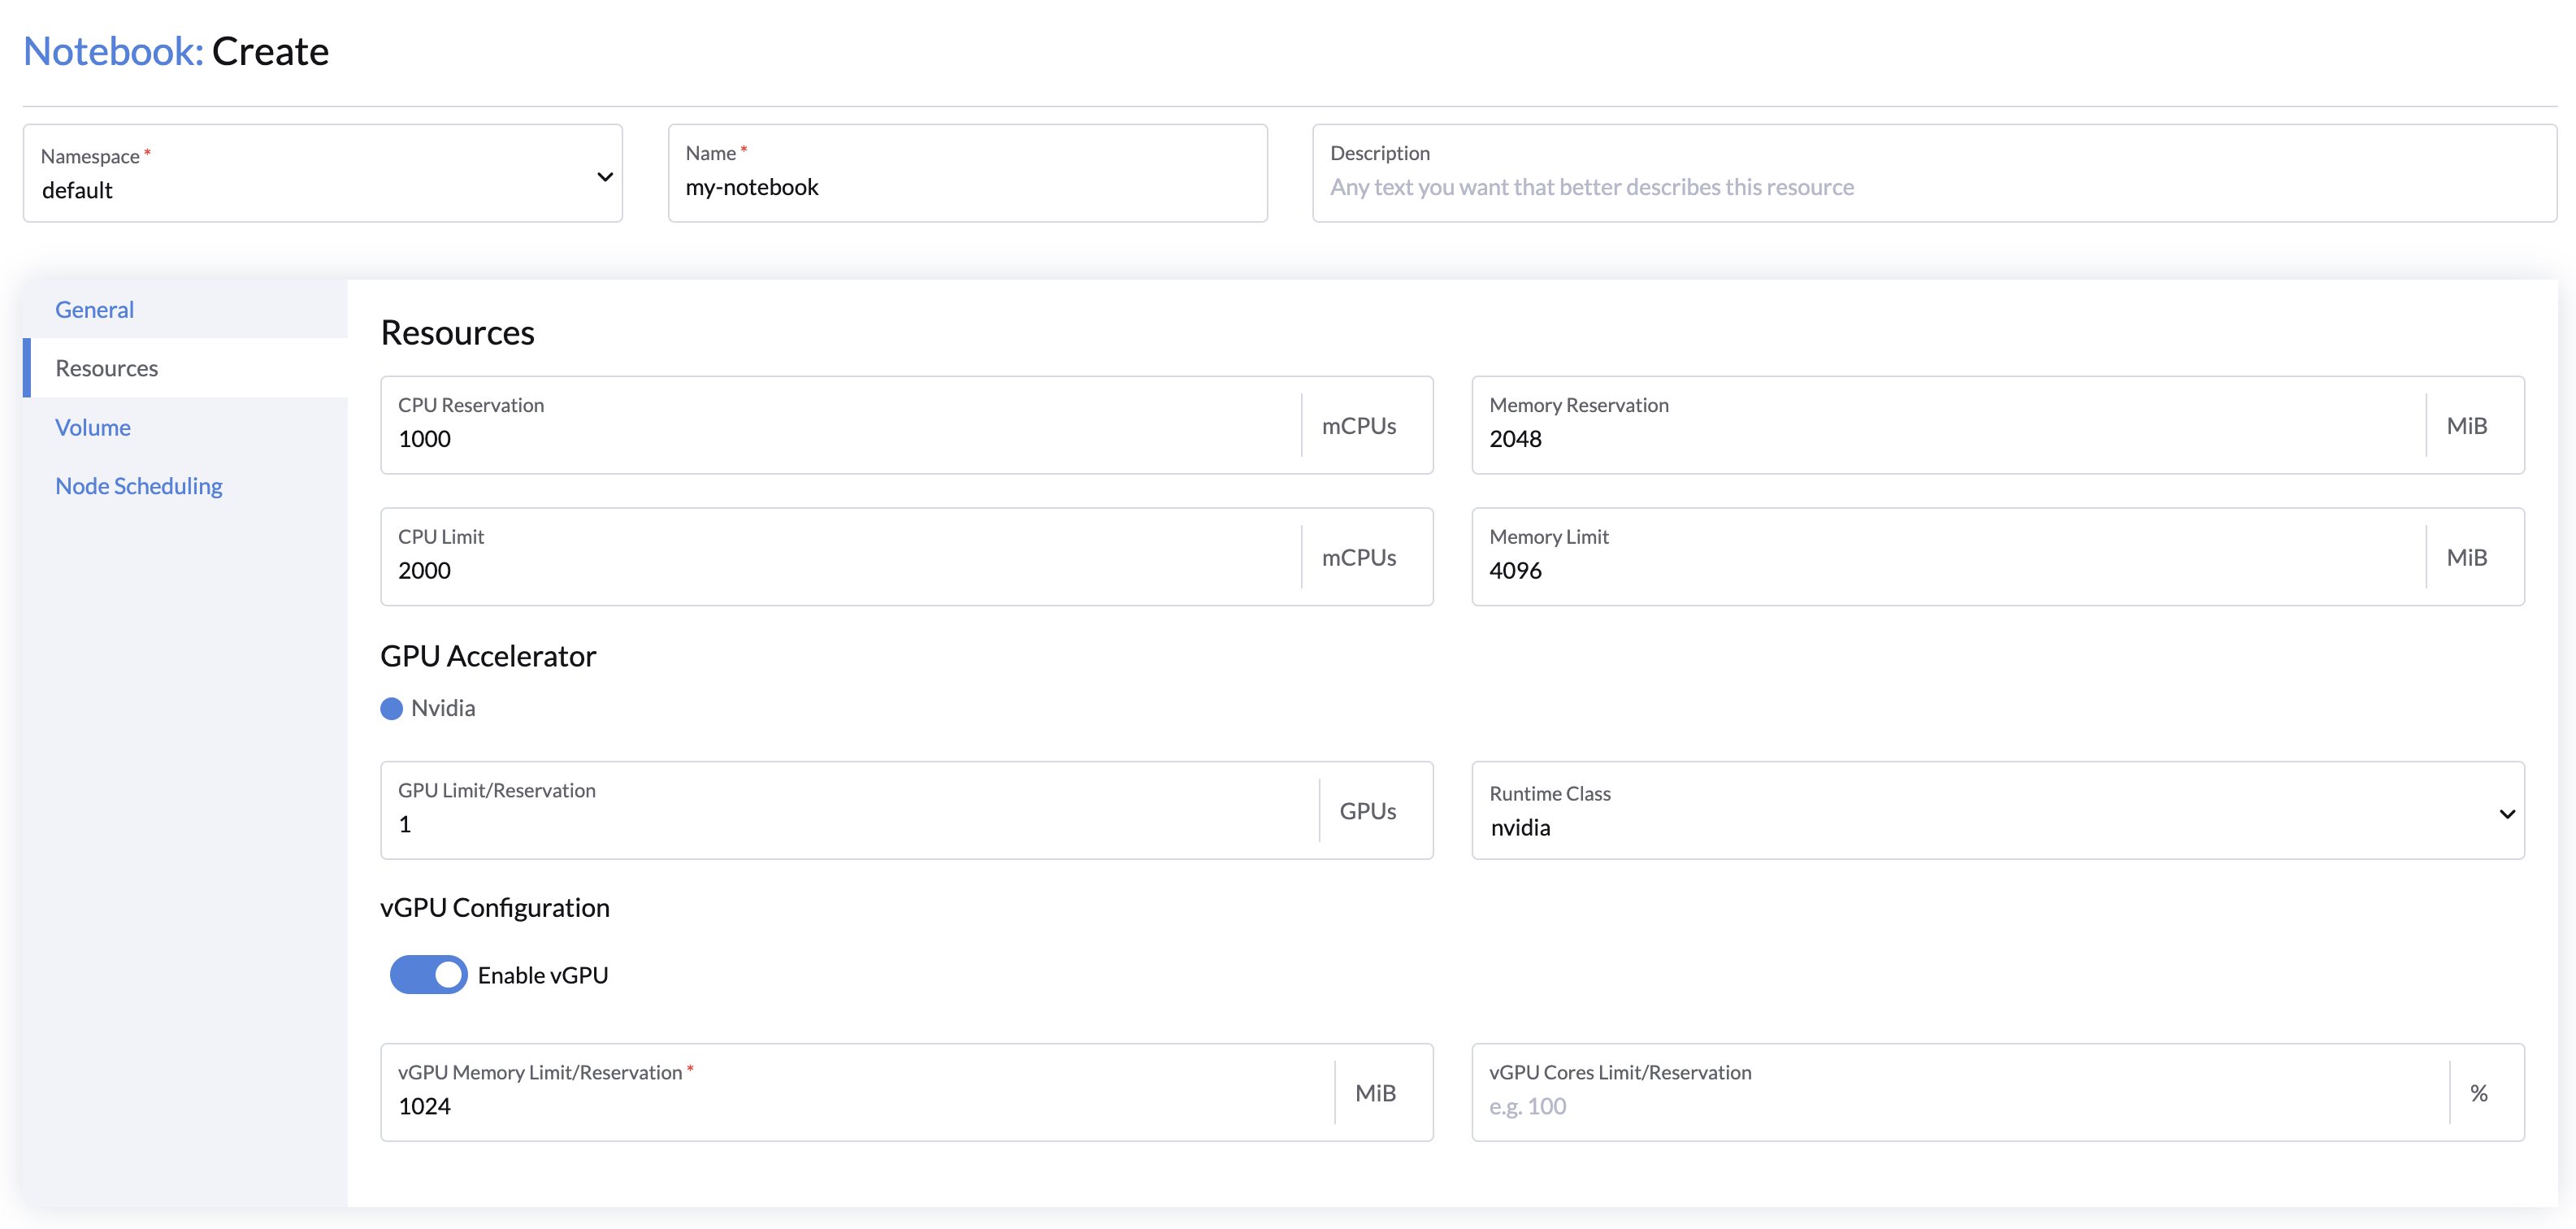 Notebook: Create
Namespace *
default
Name *
my-notebook
Description
Any text you want that better describes this resource
General
Resources
Volume
Node Scheduling
Resources
CPU Reservation
1000
mCPUs
Memory Reservation
2048
MiB
CPU Limit
2000
mCPUs
Memory Limit
4096
MiB
GPU Accelerator
Nvidia
GPU Limit/Reservation
1
GPUs
Runtime Class
nvidia
vGPU Configuration
Enable vGPU
vGPU Memory Limit/Reservation *
1024
MiB
vGPU Cores Limit/Reservation
e.g. 100
%